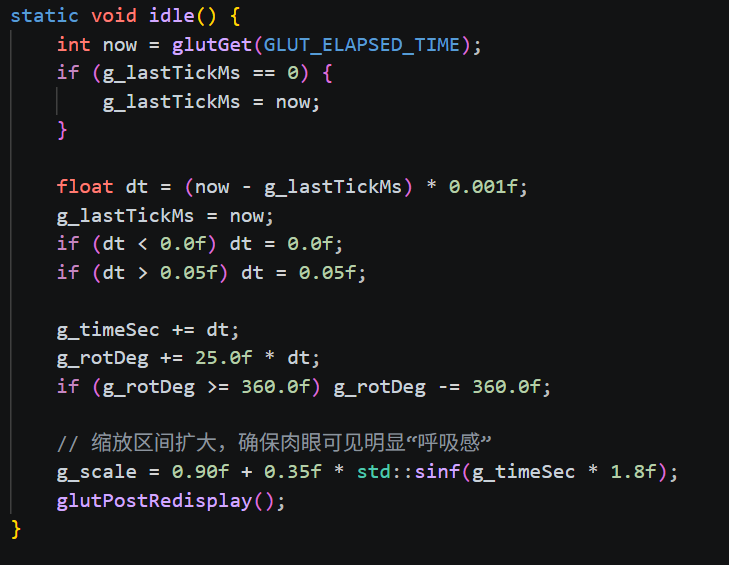 static void idle() {
    int now = glutGet(GLUT_ELAPSED_TIME);
    if (g_lastTickMs == 0) {
        g_lastTickMs = now;
    }

    float dt = (now - g_lastTickMs) * 0.001f;
    g_lastTickMs = now;
    if (dt < 0.0f) dt = 0.0f;
    if (dt > 0.05f) dt = 0.05f;

    g_timeSec += dt;
    g_rotDeg += 25.0f * dt;
    if (g_rotDeg >= 360.0f) g_rotDeg -= 360.0f;

    // 缩放区间扩大，确保肉眼可见明显“呼吸感”
    g_scale = 0.90f + 0.35f * std::sinf(g_timeSec * 1.8f);
    glutPostRedisplay();
}